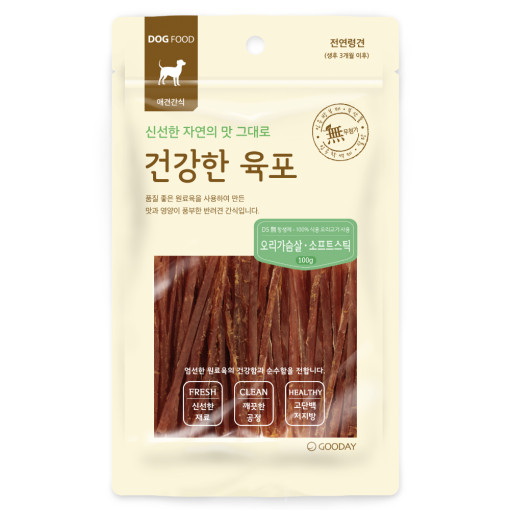 DOG FOOD
애견간식
전연령견
(생후 3개월 이후)
신선한 자연의 맛 그대로
건강한 육포
품질 좋은 원료육을 사용하여 만든
맛과 영양이 풍부한 반려견 간식입니다.
無
오리가슴살·소프트스틱
100g
엄선한 원료육의 건강함과 순수함을 전합니다.
FRESH
신선한
재료
CLEAN
깨끗한
공정
HEALTHY
고단백
저지방
GOODAY